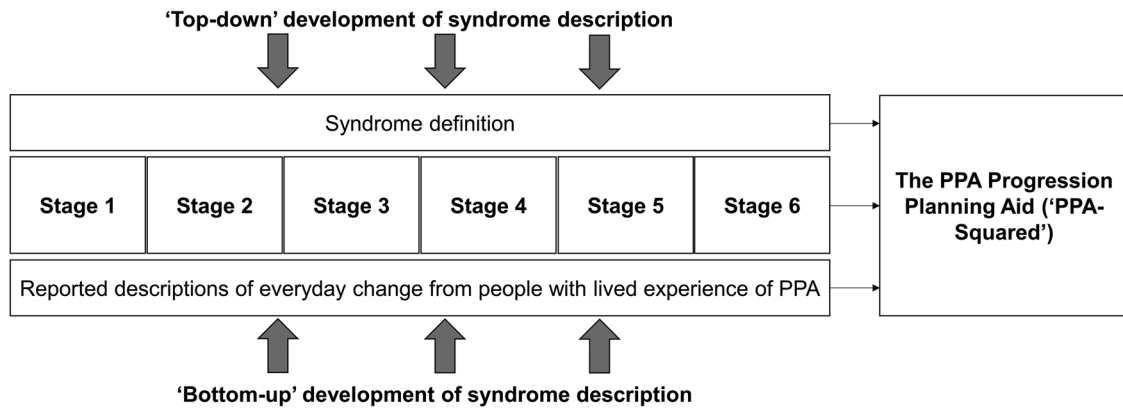 ‘Top-down’ development of syndrome description
Syndrome definition
Stage 1
Stage 2
Stage 3
Stage 4
Stage 5
Stage 6
Reported descriptions of everyday change from people with lived experience of PPA
‘Bottom-up’ development of syndrome description
The PPA Progression
Planning Aid (‘PPA-
Squared’)